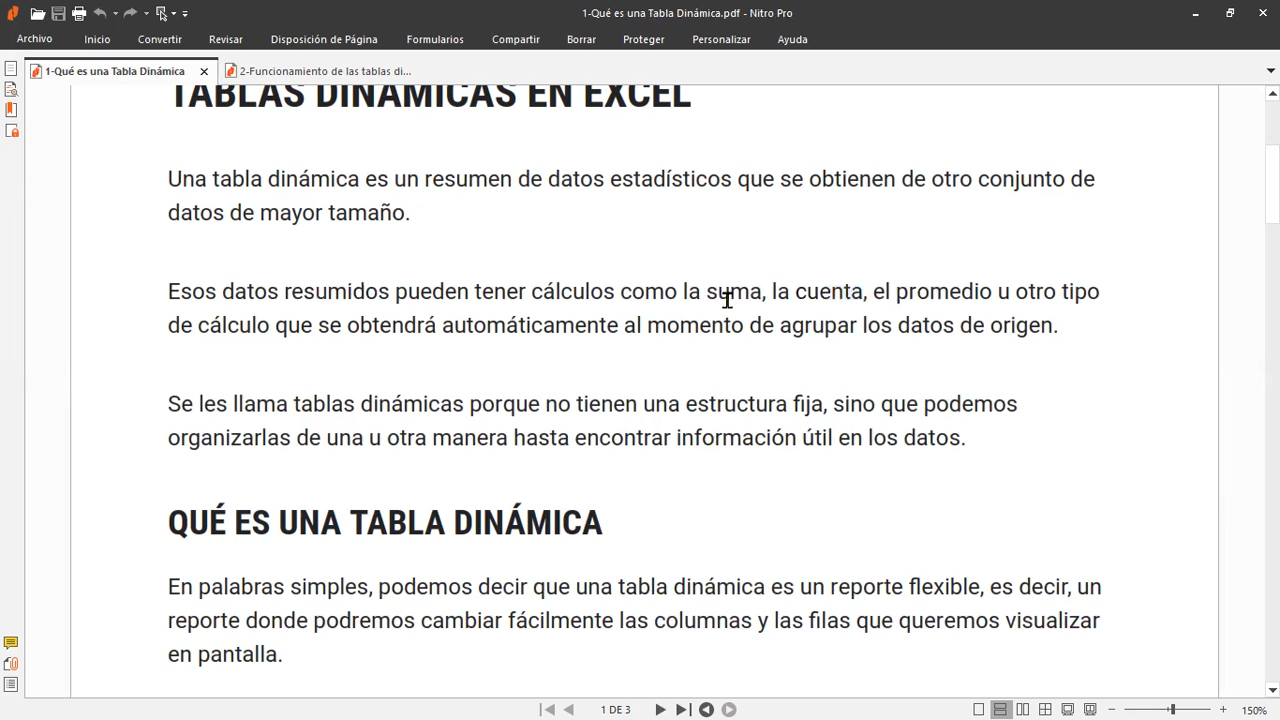 1-Qué es una Tabla Dinámica.pdf - Nitro Pro
Archivo Inicio Convertir Revisar Disposición de Página Formularios Compartir Borrar Proteger Personalizar Ayuda
1-Qué es una Tabla Dinámica 2-Funcionamiento de las tablas di...
TABLAS DINÁMICAS EN EXCEL
Una tabla dinámica es un resumen de datos estadísticos que se obtienen de otro conjunto de
datos de mayor tamaño.
Esos datos resumidos pueden tener cálculos como la suma, la cuenta, el promedio u otro tipo
de cálculo que se obtendrá automáticamente al momento de agrupar los datos de origen.
Se les llama tablas dinámicas porque no tienen una estructura fija, sino que podemos
organizarlas de una u otra manera hasta encontrar información útil en los datos.
QUÉ ES UNA TABLA DINÁMICA
En palabras simples, podemos decir que una tabla dinámica es un reporte flexible, es decir, un
reporte donde podremos cambiar fácilmente las columnas y las filas que queremos visualizar
en pantalla.
1 DE 3
150%